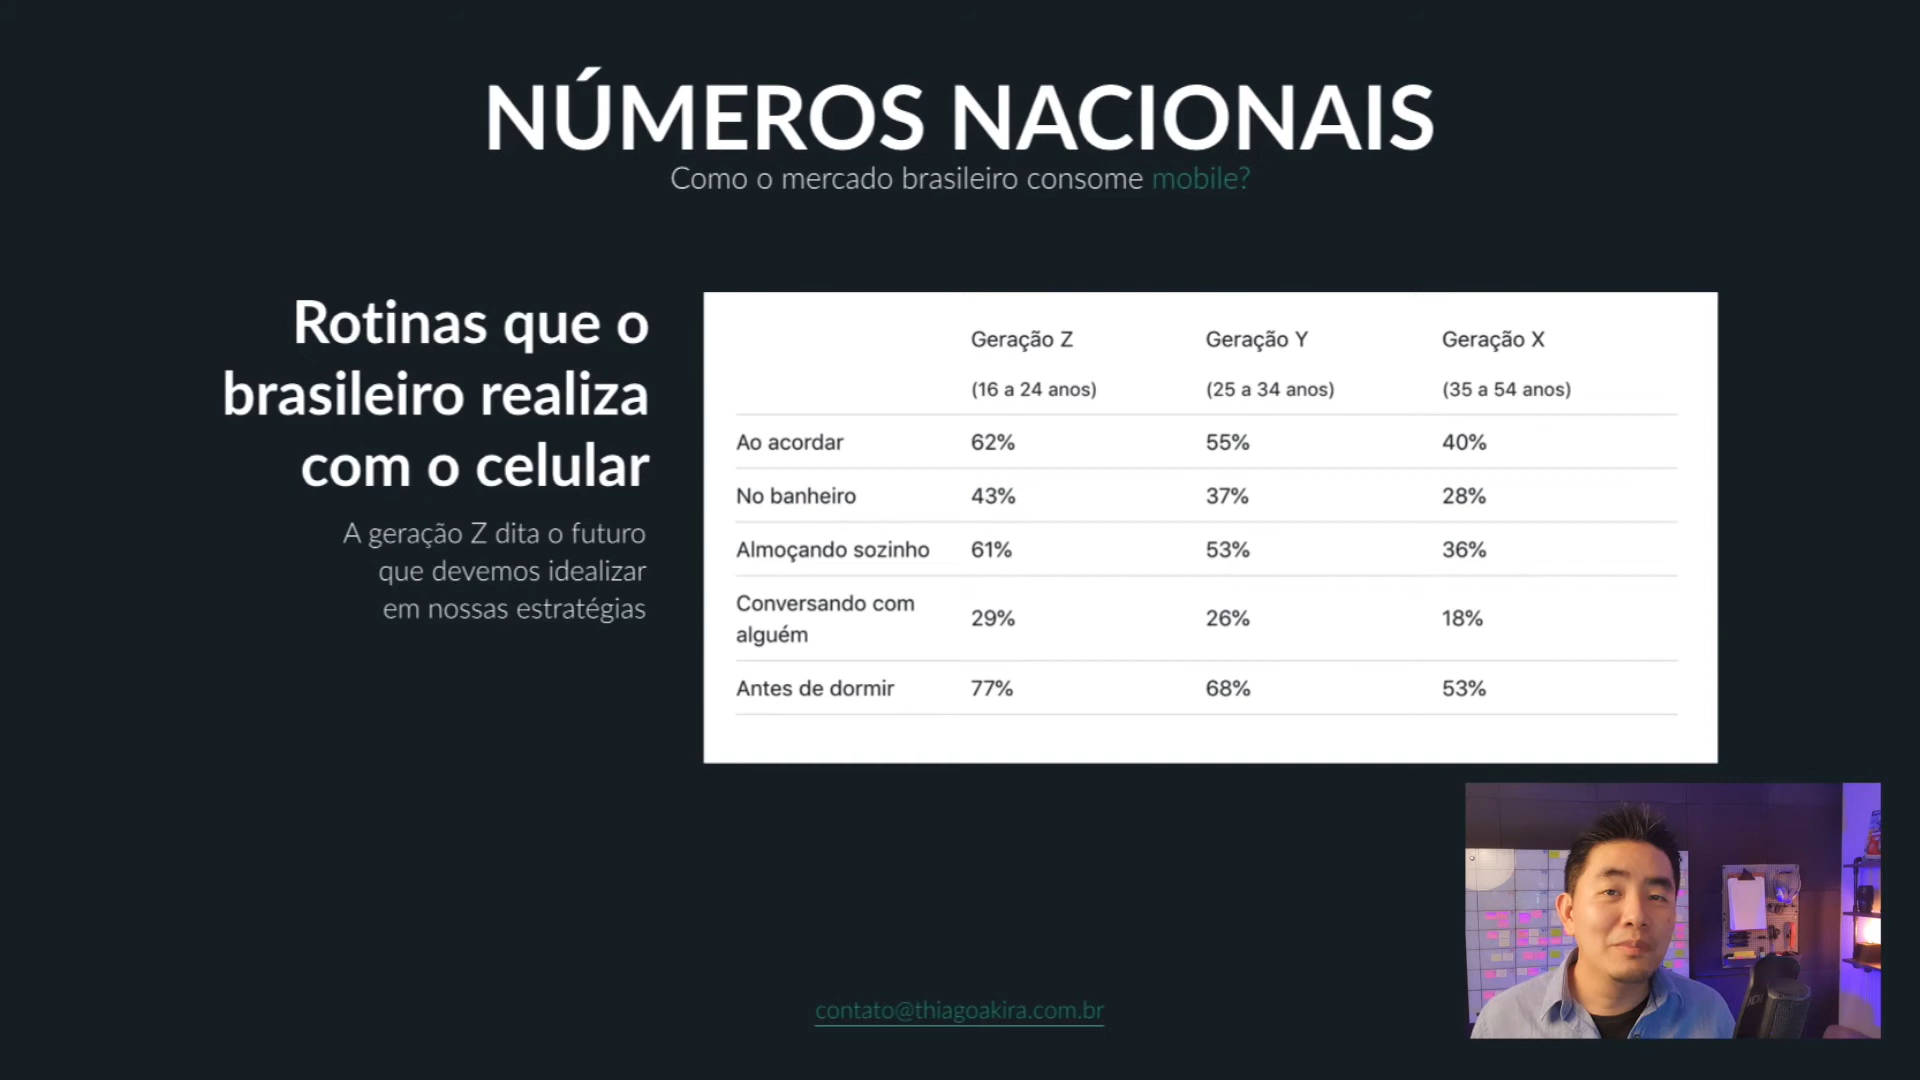 NÚMEROS NACIONAIS
Como o mercado brasileiro consome mobile?
Rotinas que o
brasileiro realiza
com o celular
A geração Z dita o futuro
que devemos idealizar
em nossas estratégias
Geração Z Geração Y Geração X
(16 a 24 anos) (25 a 34 anos) (35 a 54 anos)
Ao acordar 62% 55% 40%
No banheiro 43% 37% 28%
Almoçando sozinho 61% 53% 36%
Conversando com
alguém 29% 26% 18%
Antes de dormir 77% 68% 53%
contato@thiagoakira.com.br